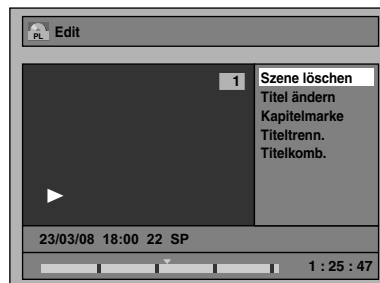 PL Edit
1
Szene löschen
Titel ändern
Kapitelmarke
Titeltrenn.
Titelkomb.
23/03/08 18:00 22 SP
1 : 25 : 47